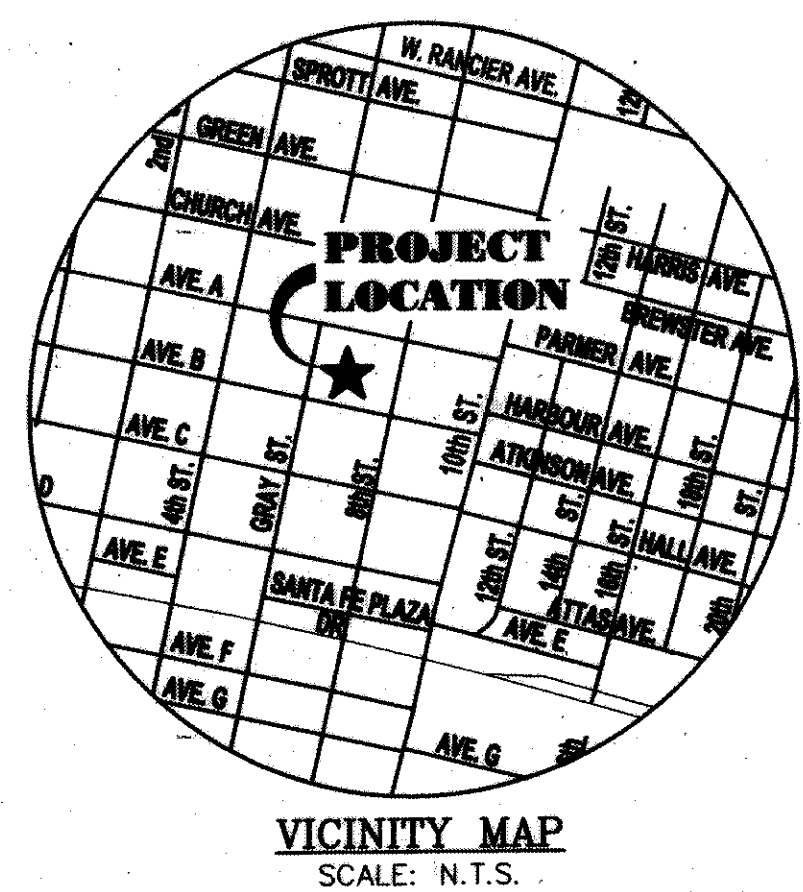 W. RANCIER AVE.
SPROTT AVE.
12th
GREEN AVE.
2nd
CHURCH AVE.
12th ST.
HARRIS AVE.
PROJECT
LOCATION
AVE. A
BREWSTER AVE.
PARMER AVE.
AVE. B
HARBOUR AVE.
10th ST.
AVE. C
ATKINSON AVE.
18th ST.
4th ST.
GRAY ST.
8th ST.
ST.
D
HALL AVE.
AVE. E
12th ST.
14th ST.
16th ST.
20th
SANTA FE PLAZA
DR.
ATTAS AVE.
AVE. E
AVE. F
AVE. G
AVE. G
VICINITY MAP
SCALE: N.T.S.